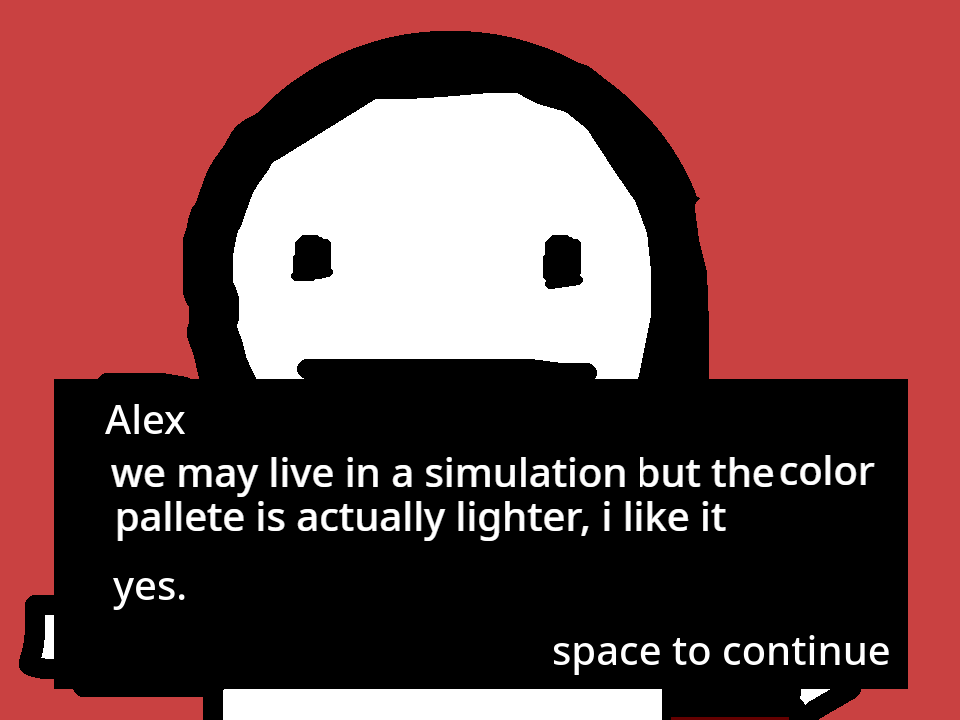 Alex
we may live in a simulation but the color
pallete is actually lighter, i like it
yes.
space to continue